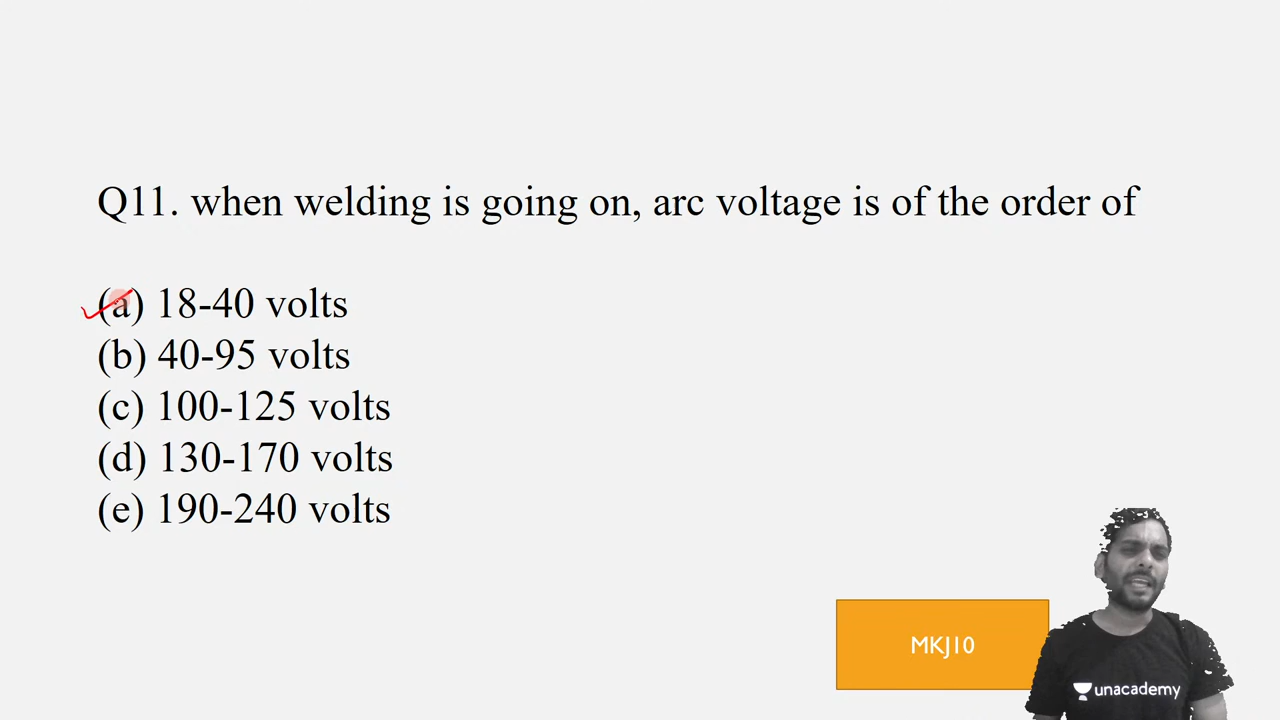 Q11. when welding is going on, arc voltage is of the order of
(a) 18-40 volts
(b) 40-95 volts
(c) 100-125 volts
(d) 130-170 volts
(e) 190-240 volts
MKJ10
unacademy